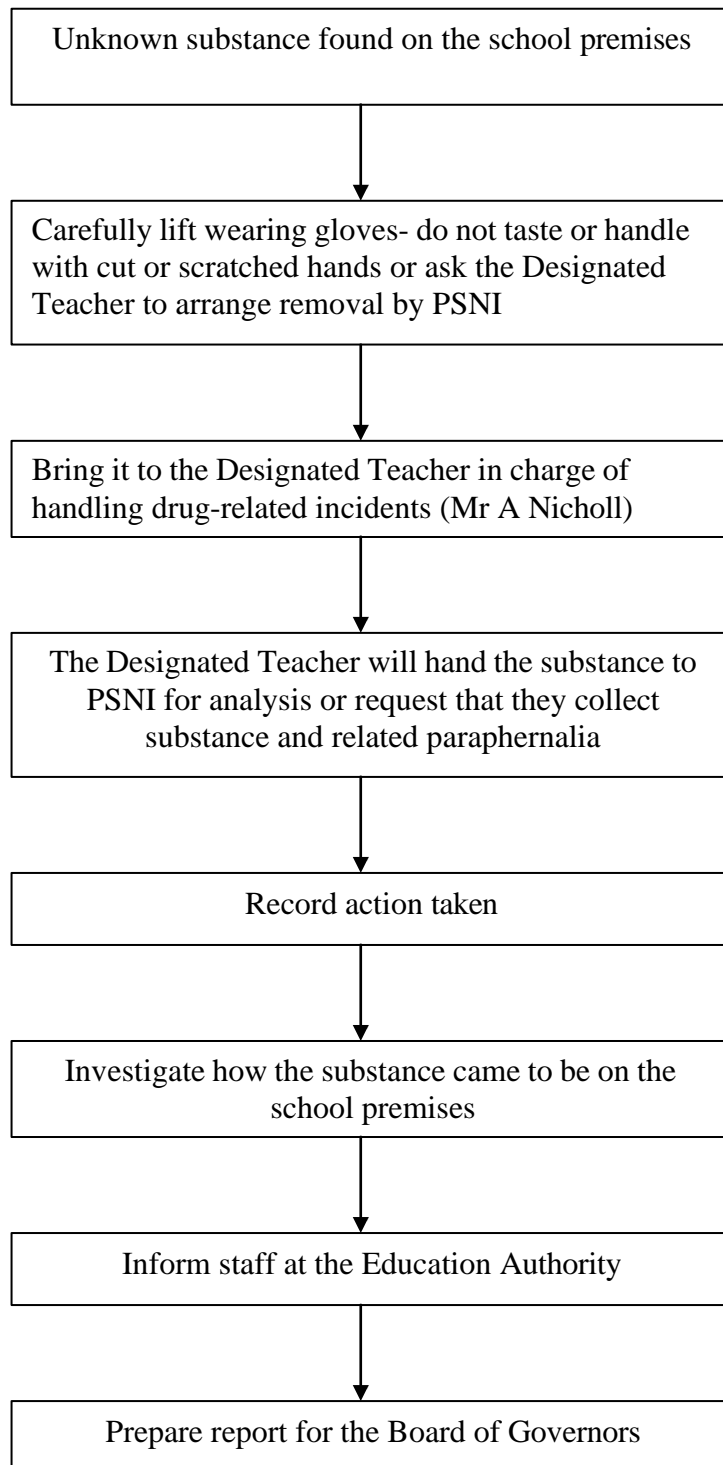 Unknown substance found on the school premises
Carefully lift wearing gloves- do not taste or handle
with cut or scratched hands or ask the Designated
Teacher to arrange removal by PSNI
Bring it to the Designated Teacher in charge of
handling drug-related incidents (Mr A Nicholl)
The Designated Teacher will hand the substance to
PSNI for analysis or request that they collect
substance and related paraphernalia
Record action taken
Investigate how the substance came to be on the
school premises
Inform staff at the Education Authority
Prepare report for the Board of Governors